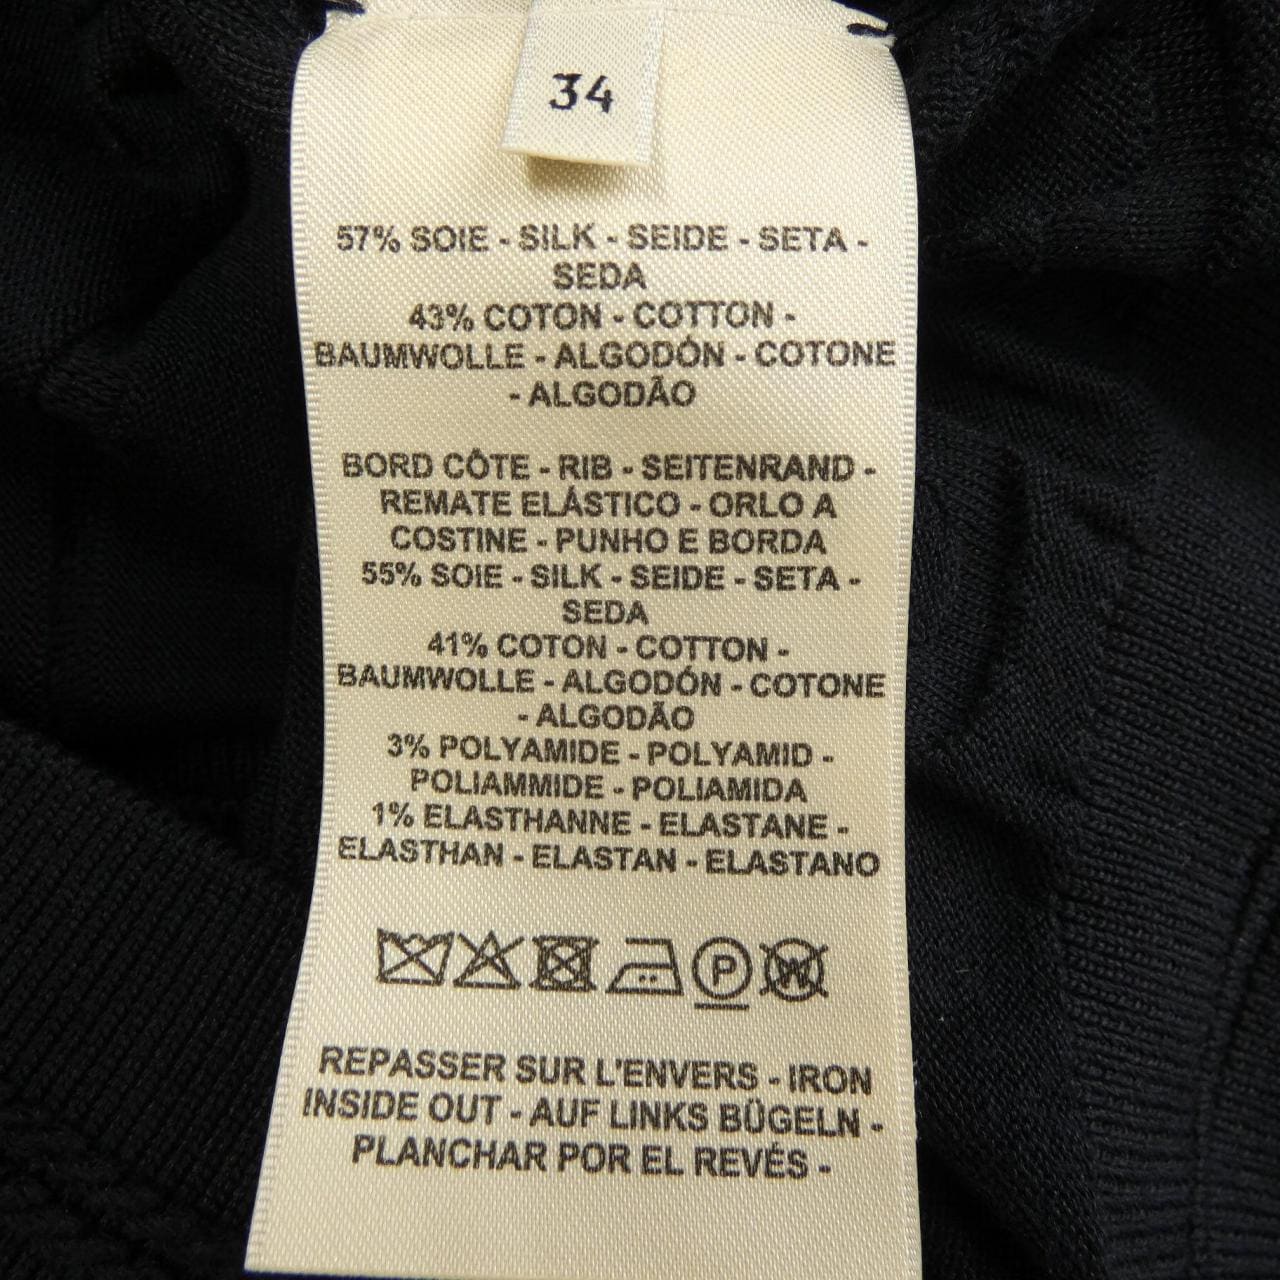 34
57% SOIE - SILK - SEIDE - SETA -
SEDA
43% COTON - COTTON -
BAUMWOLLE - ALGODÓN - COTONE
- ALGODÃO
BORD CÔTE - RIB - SEITENRAND -
REMATE ELÁSTICO - ORLO A
COSTINE - PUNHO E BORDA
55% SOIE - SILK - SEIDE - SETA -
SEDA
41% COTON - COTTON -
BAUMWOLLE - ALGODÓN - COTONE
- ALGODÃO
3% POLYAMIDE - POLYAMID -
POLIAMMIDE - POLIAMIDA
1% ELASTHANNE - ELASTANE -
ELASTHAN - ELASTAN - ELASTANO
P W
REPASSER SUR L'ENVERS - IRON
INSIDE OUT - AUF LINKS BÜGELN -
PLANCHAR POR EL REVÉS -